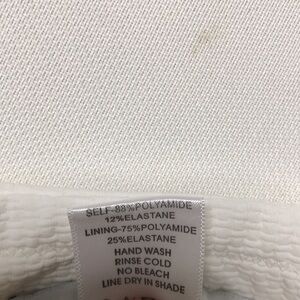 SELF-88%POLYAMIDE
12%ELASTANE
LINING-75%POLYAMIDE
25%ELASTANE
HAND WASH
RINSE COLD
NO BLEACH
LINE DRY IN SHADE